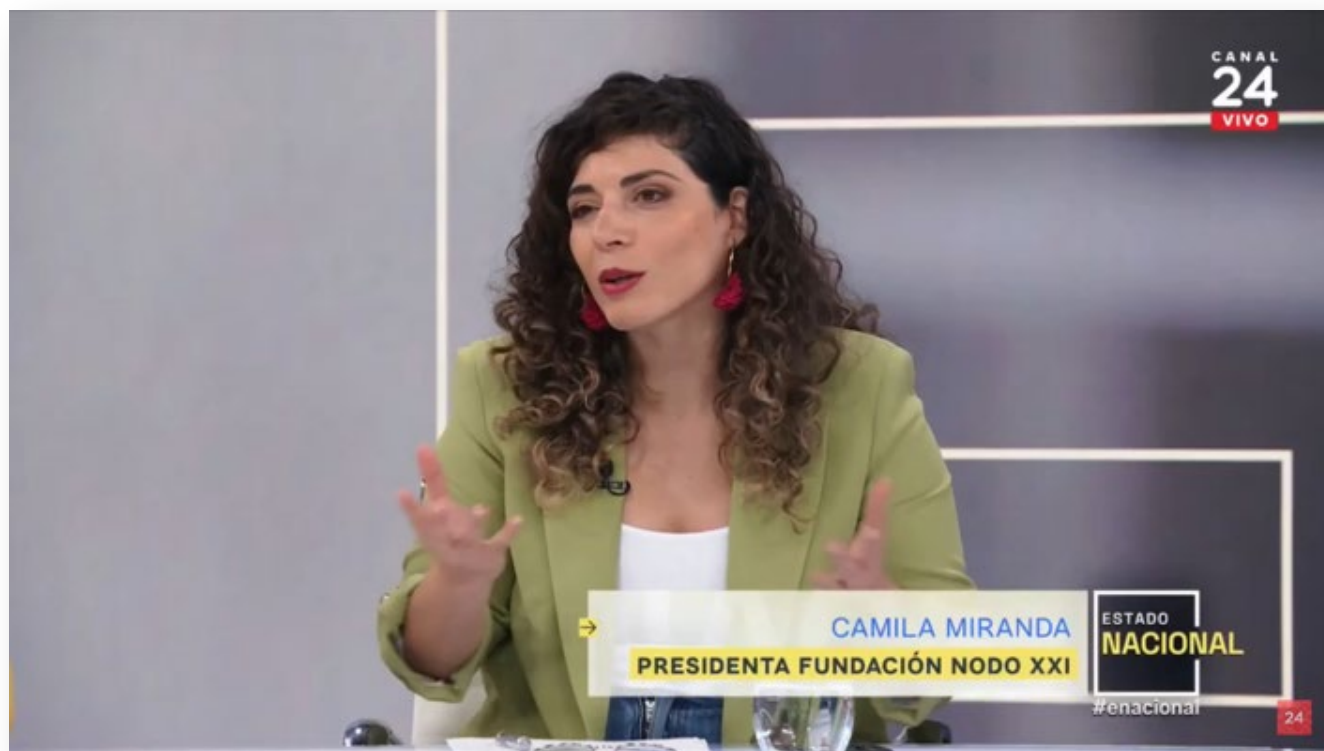 CANAL
24
VIVO
CAMILA MIRANDA
PRESIDENTA FUNDACIÓN NODO XXI
ESTADO
NACIONAL
#enacional
24